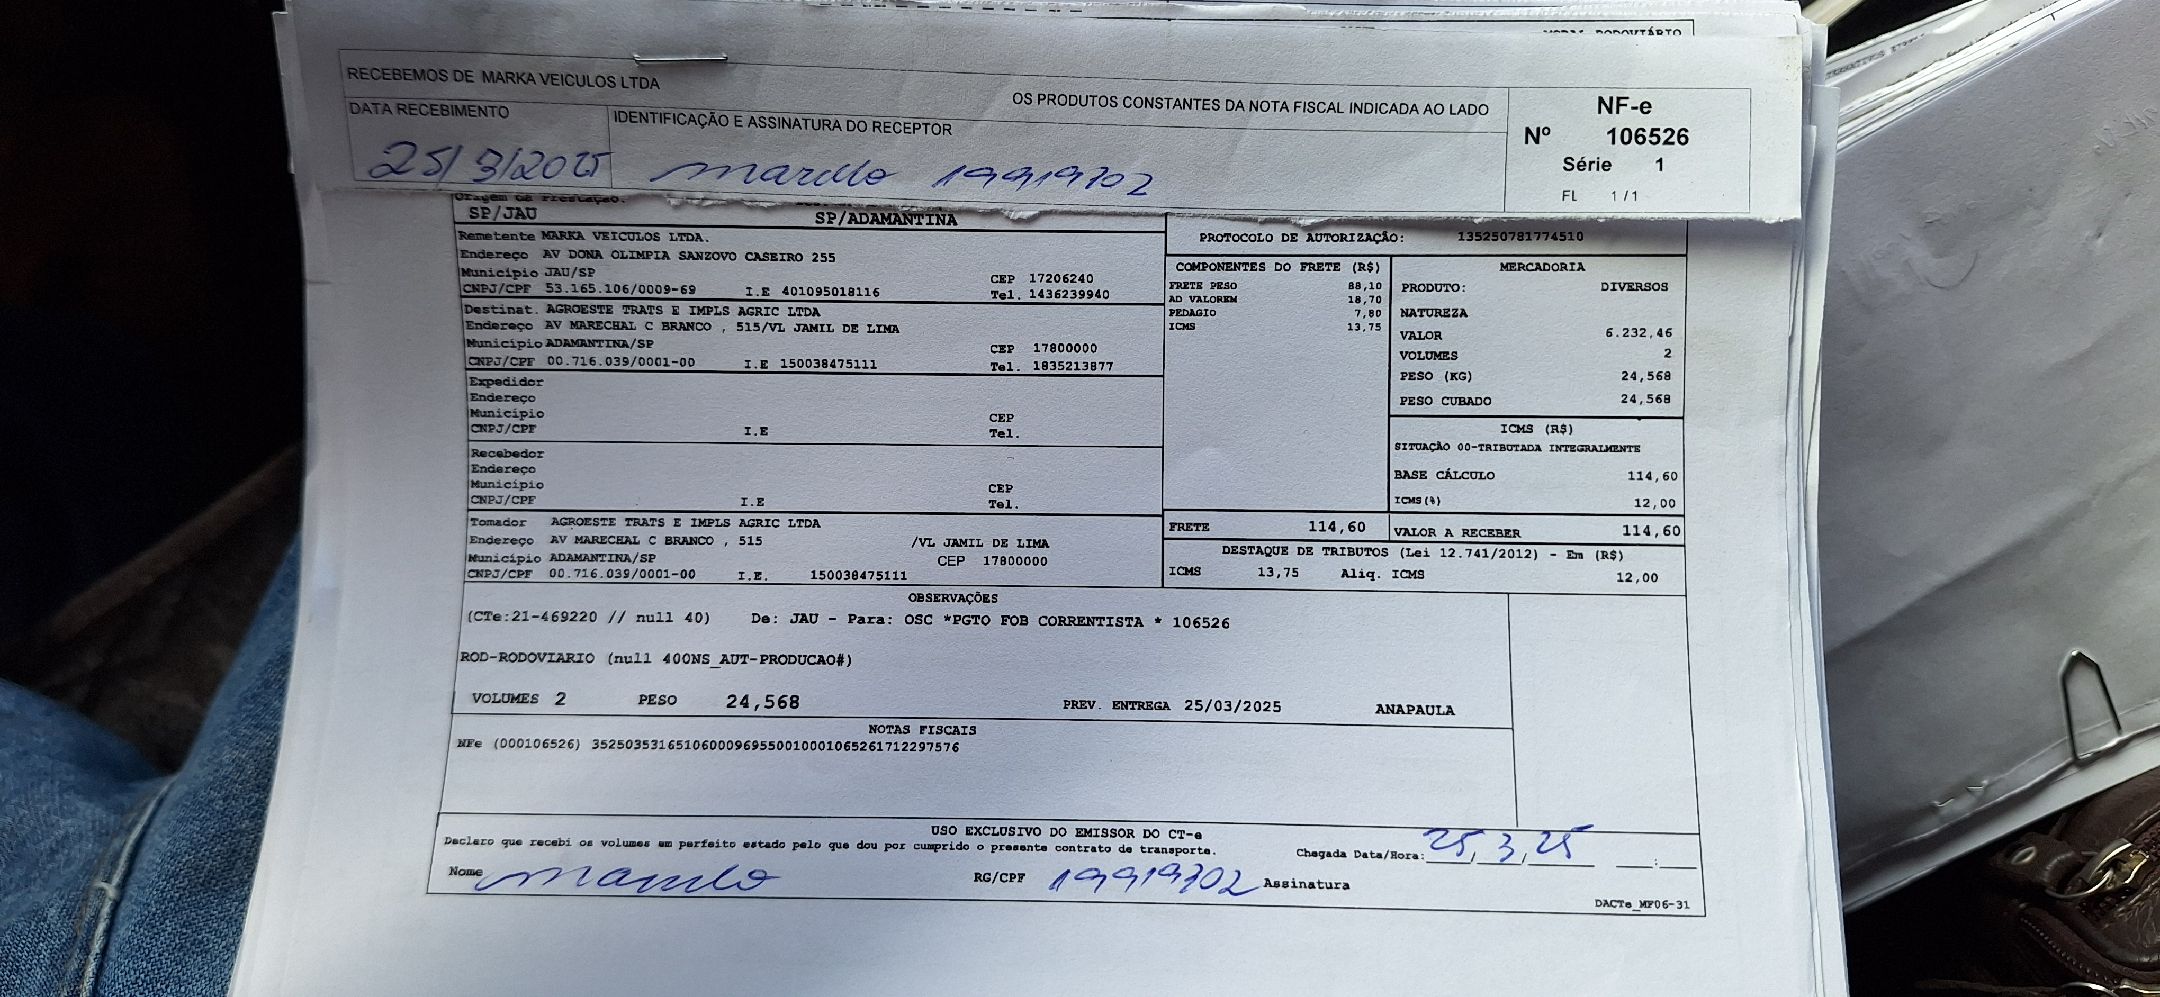 RODOVIÁRIO
RECEBEMOS DE MARKA VEICULOS LTDA
OS PRODUTOS CONSTANTES DA NOTA FISCAL INDICADA AO LADO
DATA RECEBIMENTO
IDENTIFICAÇÃO E ASSINATURA DO RECEPTOR
25/3/2025
19919702
NF-e
Nº 106526
Série 1
FL 1 / 1
Origem da Prestação:
SP/JAU SP/ADAMANTINA
Remetente MARKA VEICULOS LTDA.
Endereço AV DONA OLIMPIA SANZOVO CASEIRO 255
Município JAU/SP CEP 17206240
CNPJ/CPF 53.165.106/0009-69 I.E 401095018116 Tel. 1436239940
Destinat. AGROESTE TRATS E IMPLS AGRIC LTDA
Endereço AV MARECHAL C BRANCO , 515/VL JAMIL DE LIMA
Município ADAMANTINA/SP CEP 17800000
CNPJ/CPF 00.716.039/0001-00 I.E 150038475111 Tel. 1835213877
Expedidor
Endereço
Município CEP
CNPJ/CPF I.E Tel.
Recebedor
Endereço
Município CEP
CNPJ/CPF I.E Tel.
Tomador AGROESTE TRATS E IMPLS AGRIC LTDA
Endereço AV MARECHAL C BRANCO , 515 /VL JAMIL DE LIMA
Município ADAMANTINA/SP CEP 17800000
CNPJ/CPF 00.716.039/0001-00 I.E. 150038475111
PROTOCOLO DE AUTORIZAÇÃO: 135250781774510
COMPONENTES DO FRETE (R$)
FRETE PESO 88,10
AD VALOREM 18,70
PEDAGIO 7,80
ICMS 13,75
MERCADORIA
PRODUTO: DIVERSOS
NATUREZA
VALOR 6.232,46
VOLUMES 2
PESO (KG) 24,568
PESO CUBADO 24,568
ICMS (R$)
SITUAÇÃO 00-TRIBUTADA INTEGRALMENTE
BASE CÁLCULO 114,60
ICMS(%) 12,00
FRETE 114,60 VALOR A RECEBER 114,60
DESTAQUE DE TRIBUTOS (Lei 12.741/2012) - Em (R$)
ICMS 13,75 Aliq. ICMS 12,00
OBSERVAÇÕES
(CTe:21-469220 // null 40) De: JAU - Para: OSC *PGTO FOB CORRENTISTA * 106526
ROD-RODOVIARIO (null 400NS_AUT-PRODUCAO#)
VOLUMES 2 PESO 24,568 PREV. ENTREGA 25/03/2025 ANAPAULA
NOTAS FISCAIS
NFe (000106526) 35250353165106000969550010001065261712297576
USO EXCLUSIVO DO EMISSOR DO CT-e
Declaro que recebi os volumes em perfeito estado pelo que dou por cumprido o presente contrato de transporte. Chegada Data/Hora: 25, 3, 25 :
Nome RG/CPF 19919702 Assinatura
DACTe_MF06-31